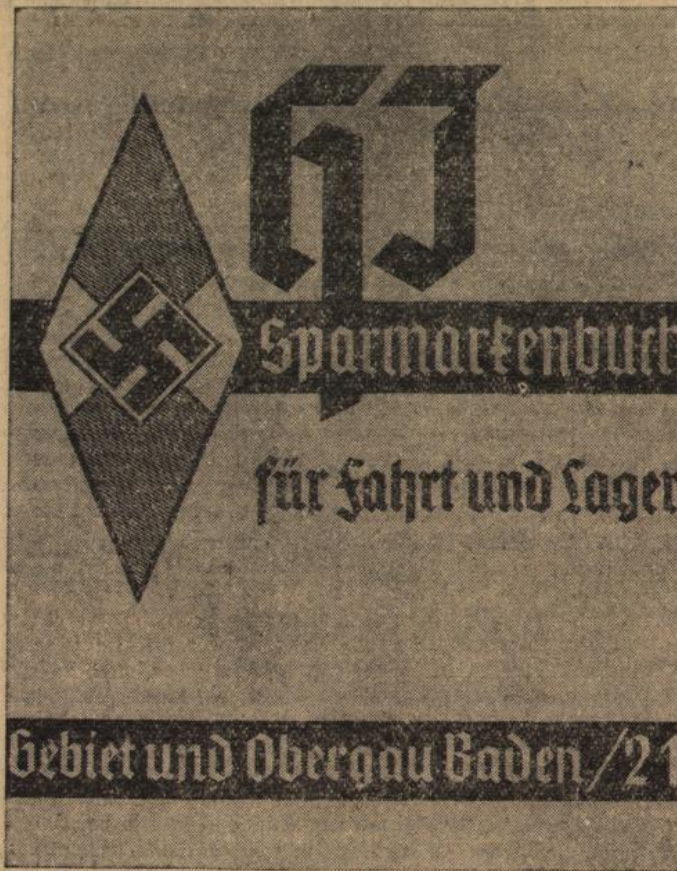 HJ
Sparmarkenbuch
für Fahrt und Lager
Gebiet und Obergau Baden /21